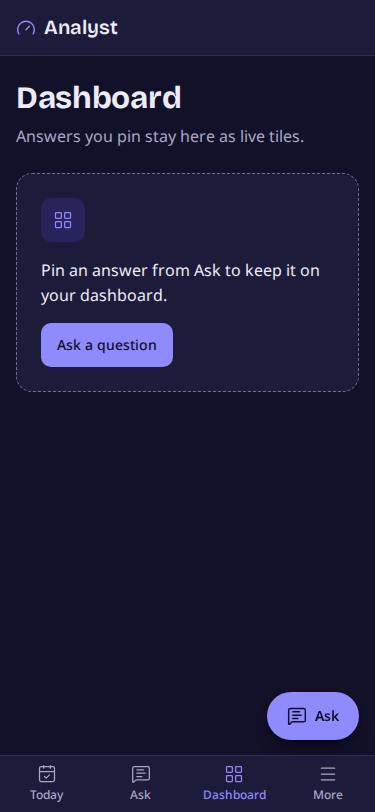 Analyst
Dashboard
Answers you pin stay here as live tiles.
Pin an answer from Ask to keep it on
your dashboard.
Ask a question
Ask
Today
Ask
Dashboard
More